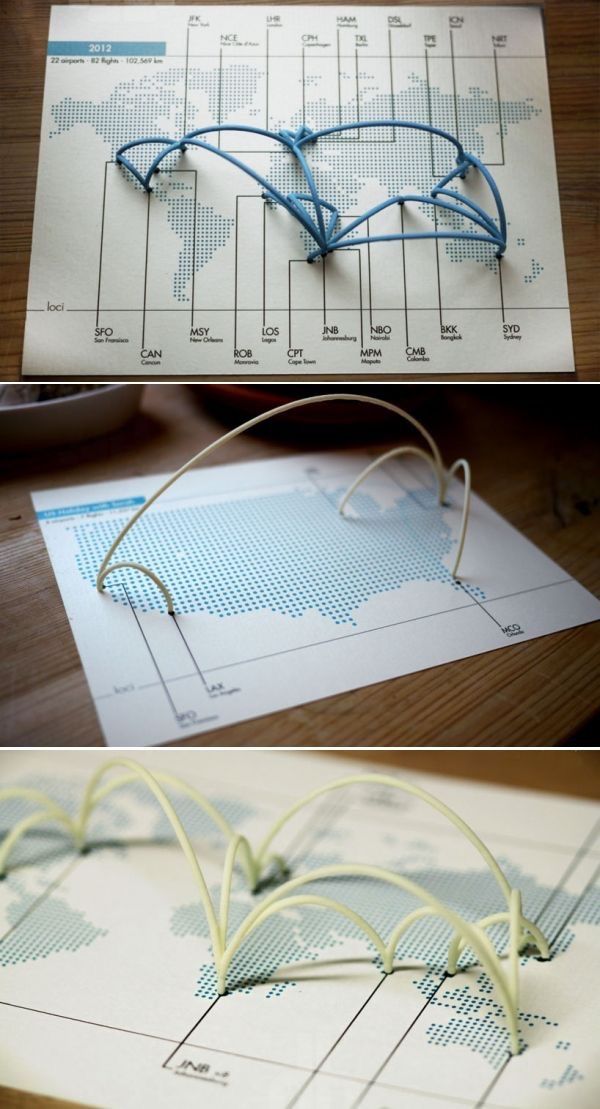 JFK
New York
LHR
London
HAM
Hamburg
DSL
Düsseldorf
ICN
Seoul
2012
22 airports · 82 flights · 102,569 km
NCE
Nice Côte d'Azur
CPH
Copenhagen
TXL
Berlin
TPE
Taipei
NRT
Tokyo
loci
SFO
San Fransisco
CAN
Cancun
MSY
New Orleans
ROB
Monrovia
LOS
Lagos
CPT
Cape Town
JNB
Johannesburg
MPM
Maputo
NBO
Nairobi
CMB
Colombo
BKK
Bangkok
SYD
Sydney
US Holiday with Sarah
loci
SFO
San Fransisco
LAX
Los Angeles
MCO
Orlando
JNB
Johannesburg